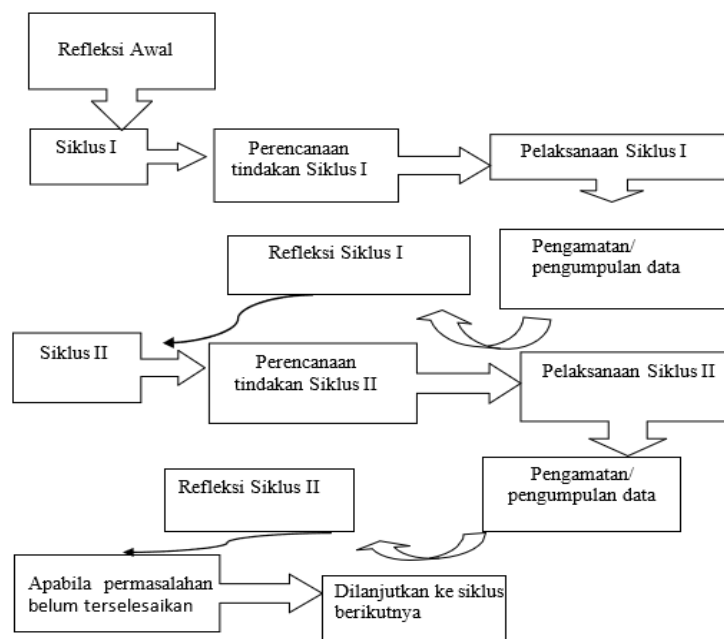 Refleksi Awal
Siklus I
Perencanaan
tindakan Siklus I
Pelaksanaan Siklus I
Pengamatan/
pengumpulan data
Refleksi Siklus I
Siklus II
Perencanaan
tindakan Siklus II
Pelaksanaan Siklus II
Pengamatan/
pengumpulan data
Refleksi Siklus II
Apabila permasalahan
belum terselesaikan
Dilanjutkan ke siklus
berikutnya